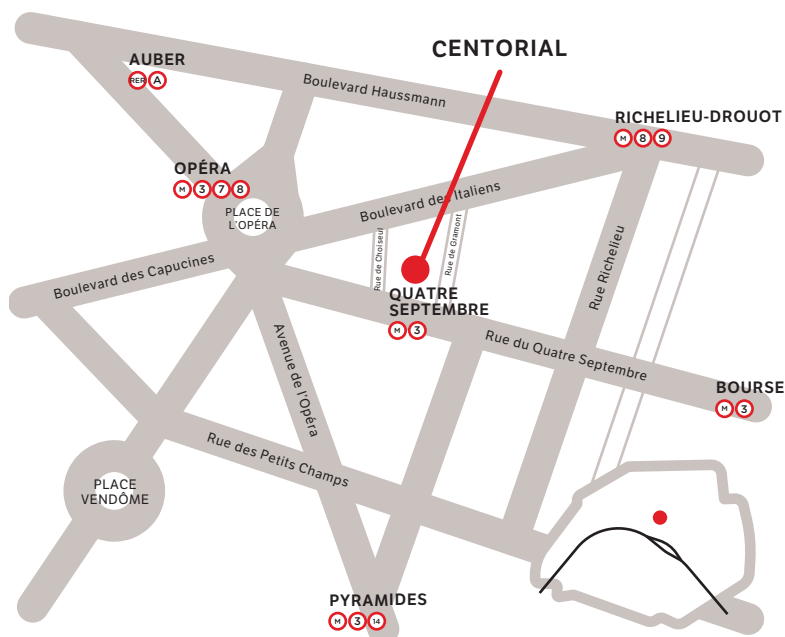 CENTORIAL
AUBER
RER A
Boulevard Haussmann
RICHELIEU-DROUOT
M 8 9
OPÉRA
M 3 7 8
PLACE DE
L'OPÉRA
Boulevard des Italiens
Rue de Choiseul
Rue de Gramont
Boulevard des Capucines
Rue Richelieu
QUATRE
SEPTEMBRE
M 3
Rue du Quatre Septembre
Avenue de l'Opéra
BOURSE
M 3
Rue des Petits Champs
PLACE
VENDÔME
PYRAMIDES
M 3 14